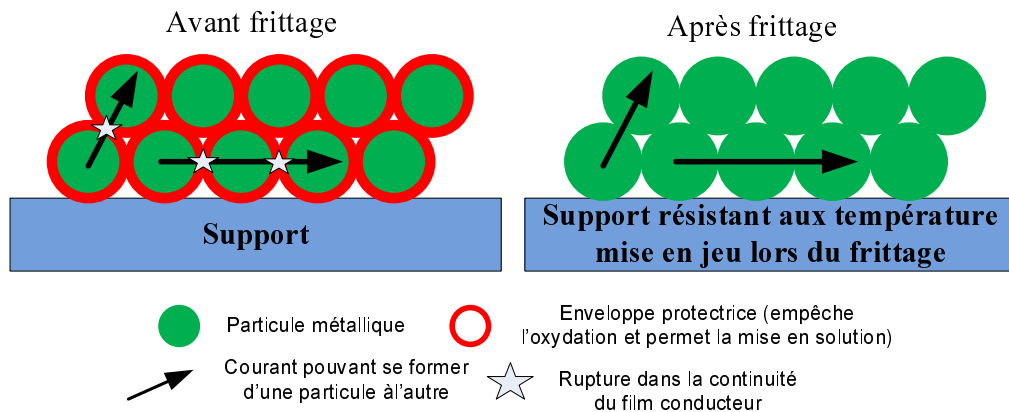 Avant frittage
Après frittage
Support
Support résistant aux température
mise en jeu lors du frittage
Particule métallique
Enveloppe protectrice (empêche
l’oxydation et permet la mise en solution)
Courant pouvant se former
d’une particule àl’autre
Rupture dans la continuité
du film conducteur